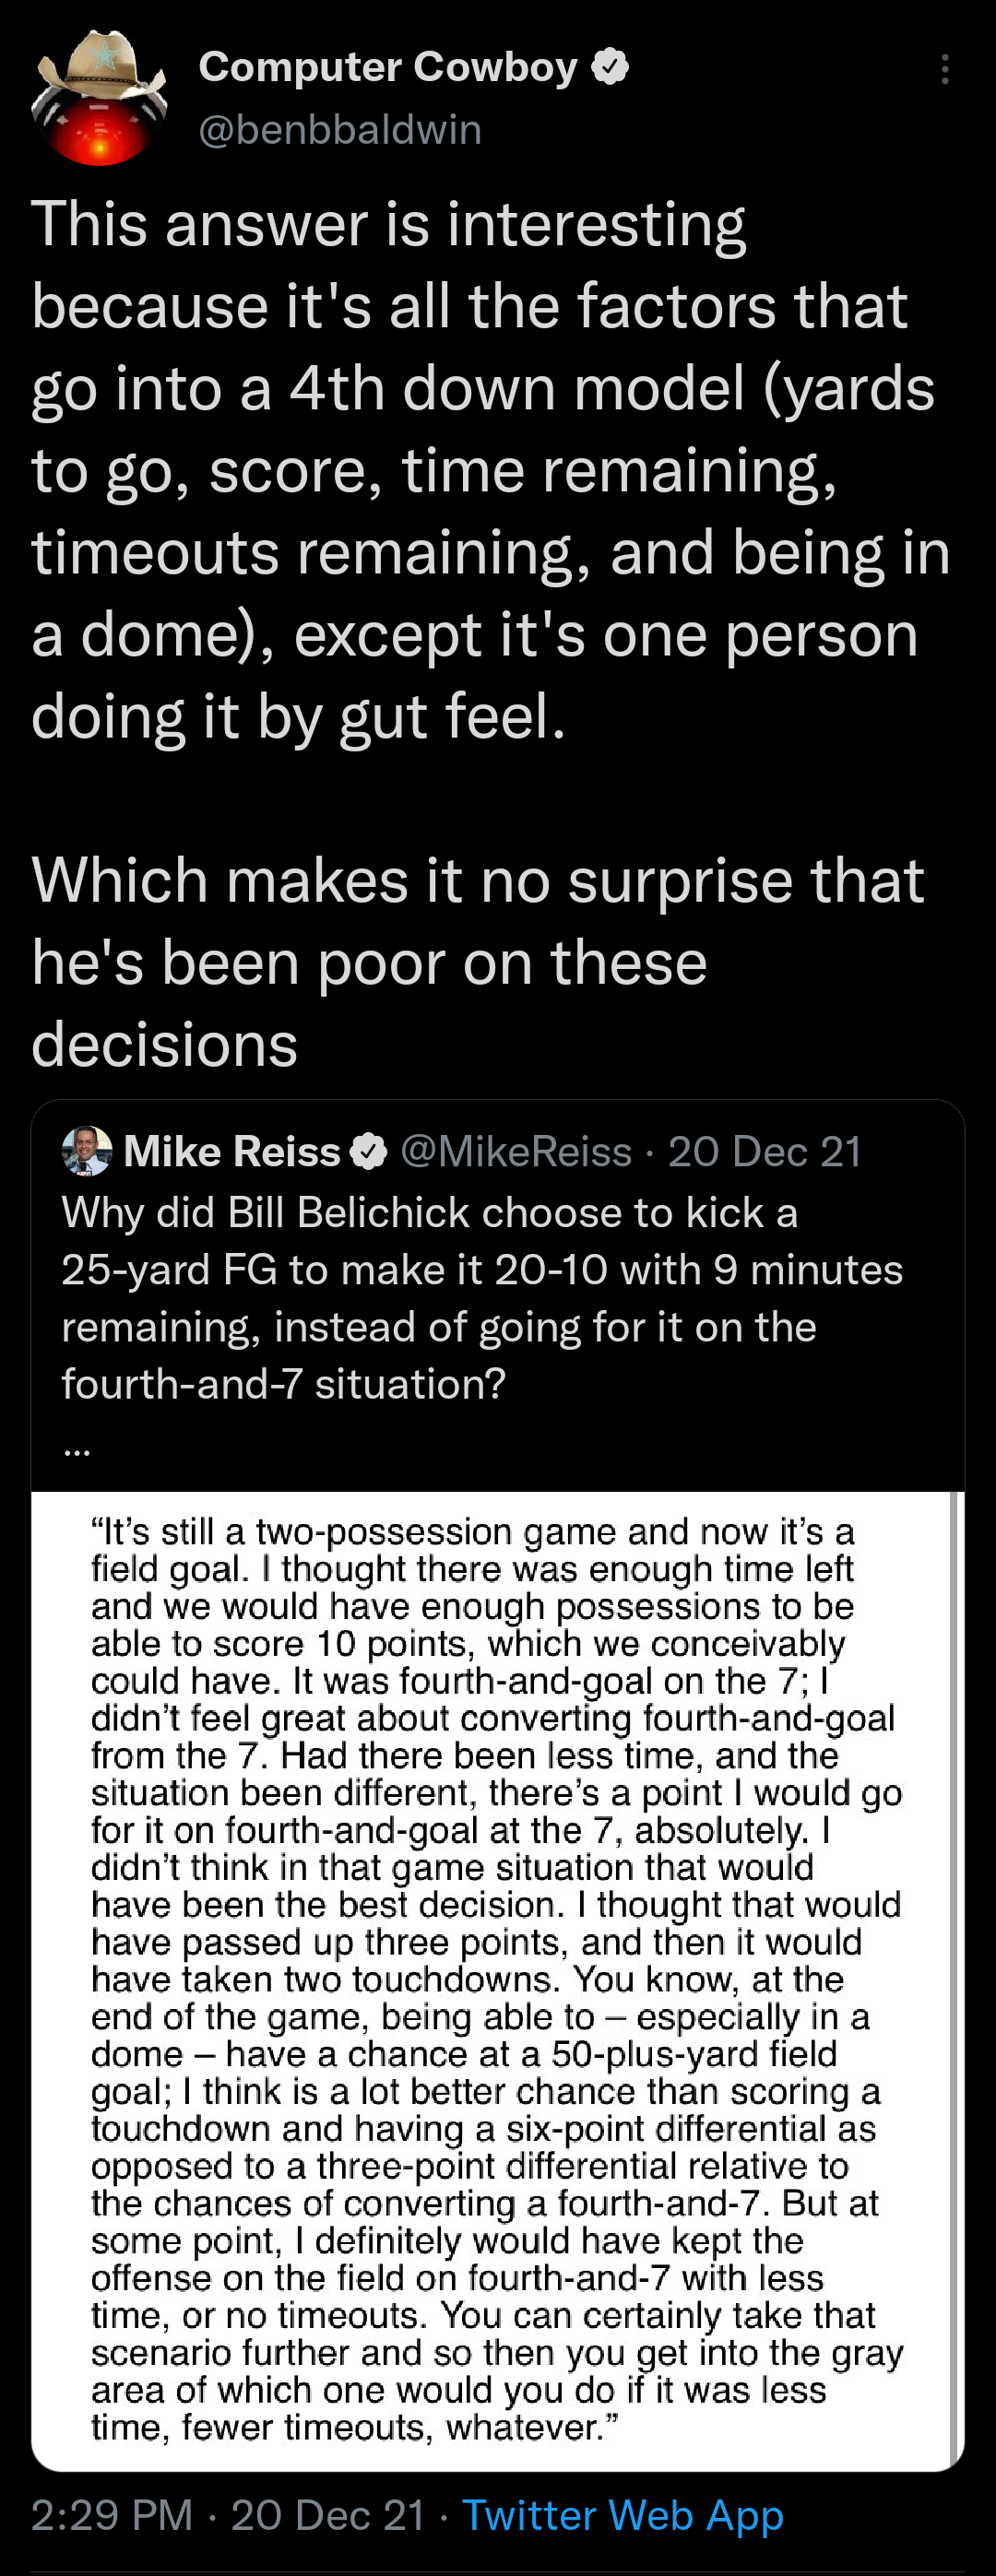 Computer Cowboy
@benbbaldwin
This answer is interesting
because it's all the factors that
go into a 4th down model (yards
to go, score, time remaining,
timeouts remaining, and being in
a dome), except it's one person
doing it by gut feel.
Which makes it no surprise that
he's been poor on these
decisions
Mike Reiss @MikeReiss · 20 Dec 21
Why did Bill Belichick choose to kick a
25-yard FG to make it 20-10 with 9 minutes
remaining, instead of going for it on the
fourth-and-7 situation?
...
“It’s still a two-possession game and now it’s a
field goal. I thought there was enough time left
and we would have enough possessions to be
able to score 10 points, which we conceivably
could have. It was fourth-and-goal on the 7; I
didn’t feel great about converting fourth-and-goal
from the 7. Had there been less time, and the
situation been different, there’s a point I would go
for it on fourth-and-goal at the 7, absolutely. I
didn’t think in that game situation that would
have been the best decision. I thought that would
have passed up three points, and then it would
have taken two touchdowns. You know, at the
end of the game, being able to – especially in a
dome – have a chance at a 50-plus-yard field
goal; I think is a lot better chance than scoring a
touchdown and having a six-point differential as
opposed to a three-point differential relative to
the chances of converting a fourth-and-7. But at
some point, I definitely would have kept the
offense on the field on fourth-and-7 with less
time, or no timeouts. You can certainly take that
scenario further and so then you get into the gray
area of which one would you do if it was less
time, fewer timeouts, whatever.”
2:29 PM · 20 Dec 21 · Twitter Web App